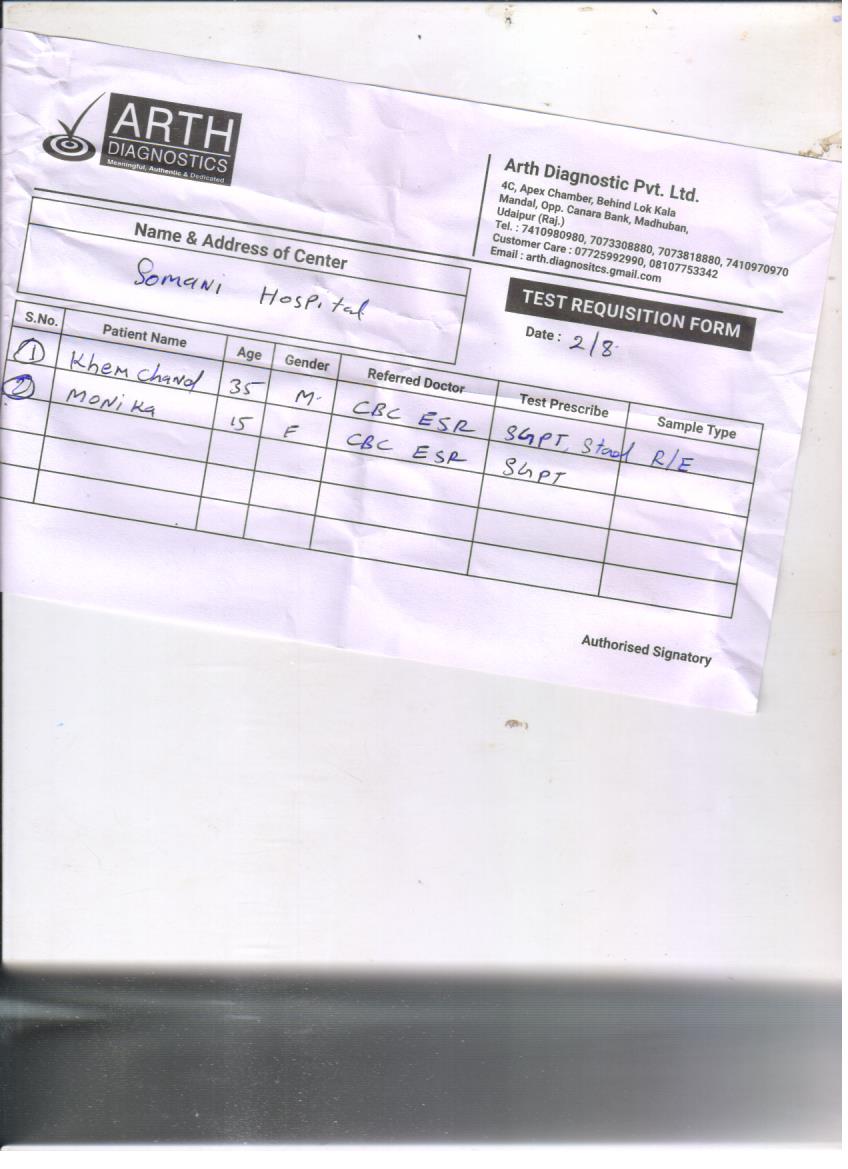 ARTH
DIAGNOSTICS
Meaningful, Authentic & Dedicated
Arth Diagnostic Pvt. Ltd.
4C, Apex Chamber, Behind Lok Kala
Mandal, Opp. Canara Bank, Madhuban,
Udaipur (Raj.)
Tel. : 7410980980, 7073308880, 7073818880, 7410970970
Customer Care : 07725992990, 08107753342
Email : arth.diagnositcs.gmail.com
Name & Address of Center
Somani Hospital
TEST REQUISITION FORM
Date : 2/8
S.No. Patient Name Age Gender Referred Doctor Test Prescribe Sample Type
1 Khem Chand 35 M. CBC ESR SGPT, Stool R/E
2 Monika 15 F CBC ESR SGPT
Authorised Signatory